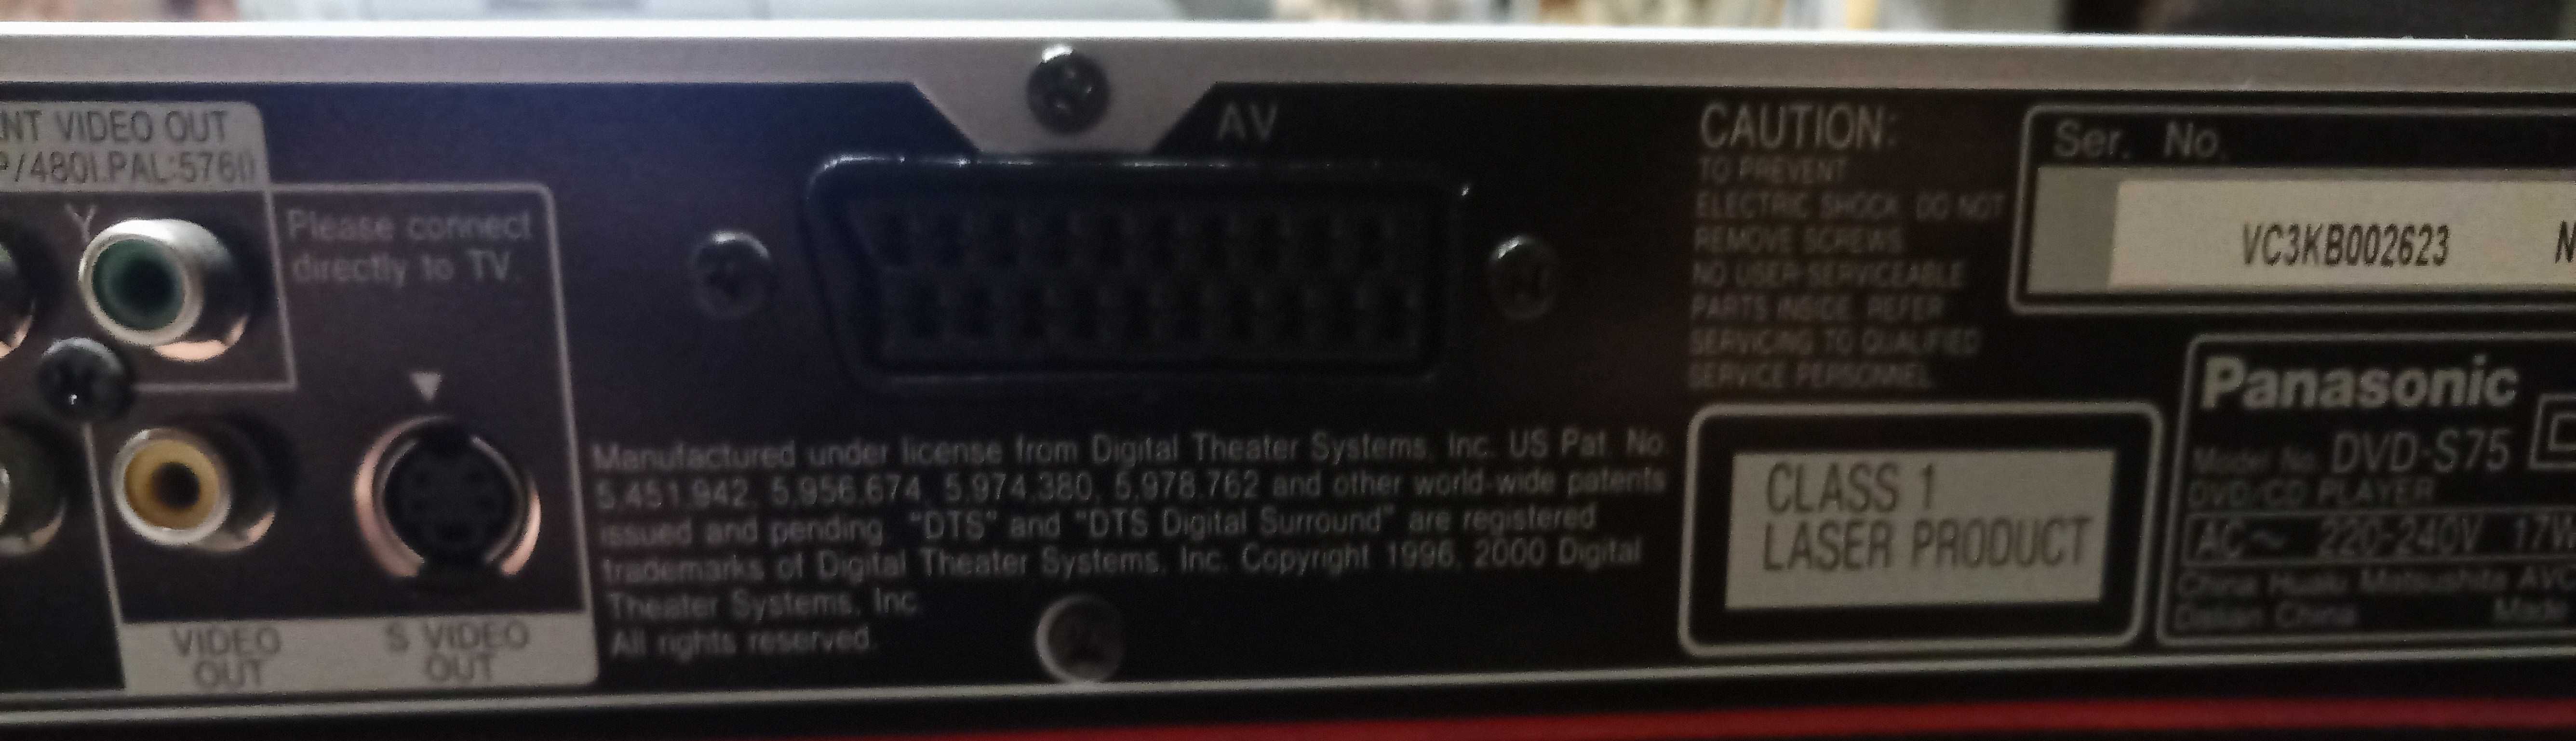 NT VIDEO OUT
P/480I.PAL:576I)
Y
Please connect
directly to TV.
VIDEO
OUT
S VIDEO
OUT
AV
Manufactured under license from Digital Theater Systems, Inc. US Pat. No.
5,451,942, 5,956,674, 5,974,380, 5,978,762 and other world-wide patents
issued and pending. "DTS" and "DTS Digital Surround" are registered
trademarks of Digital Theater Systems, Inc. Copyright 1996, 2000 Digital
Theater Systems, Inc.
All rights reserved.
CAUTION:
TO PREVENT
ELECTRIC SHOCK DO NOT
REMOVE SCREWS
NO USER-SERVICEABLE
PARTS INSIDE. REFER
SERVICING TO QUALIFIED
SERVICE PERSONNEL.
CLASS 1
LASER PRODUCT
Ser. No.
VC3KB002623 N
Panasonic
Model No. DVD-S75
DVD/CD PLAYER
AC~ 220-240V 17W
China Hualu Matsushita AVC
Dalian China Made